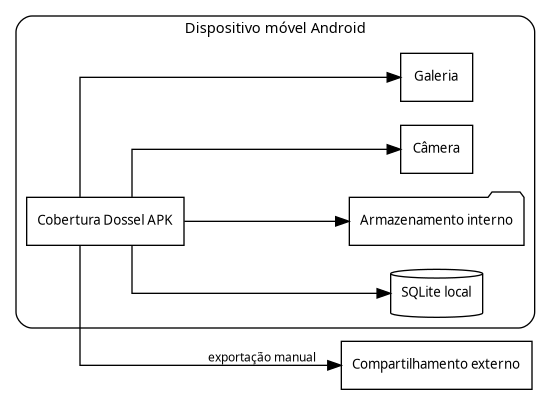 Dispositivo móvel Android
Galeria
Câmera
Cobertura Dossel APK
Armazenamento interno
SQLite local
exportação manual
Compartilhamento externo